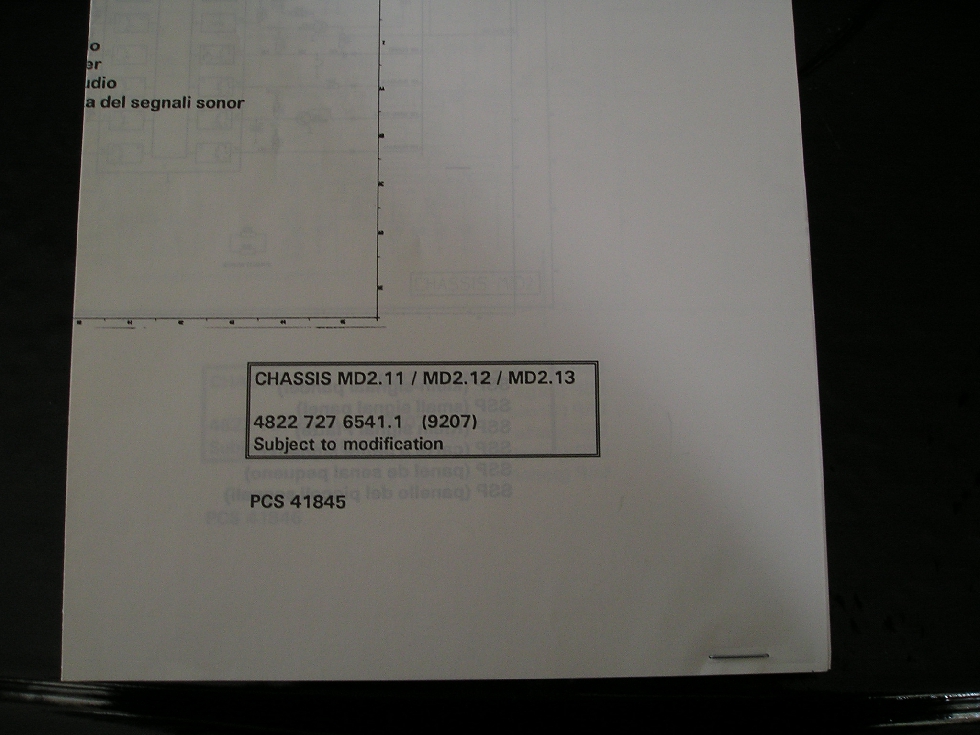 o
er
udio
a del segnali sonor
CHASSIS MD2.11 / MD2.12 / MD2.13
4822 727 6541.1 (9207)
Subject to modification
PCS 41845